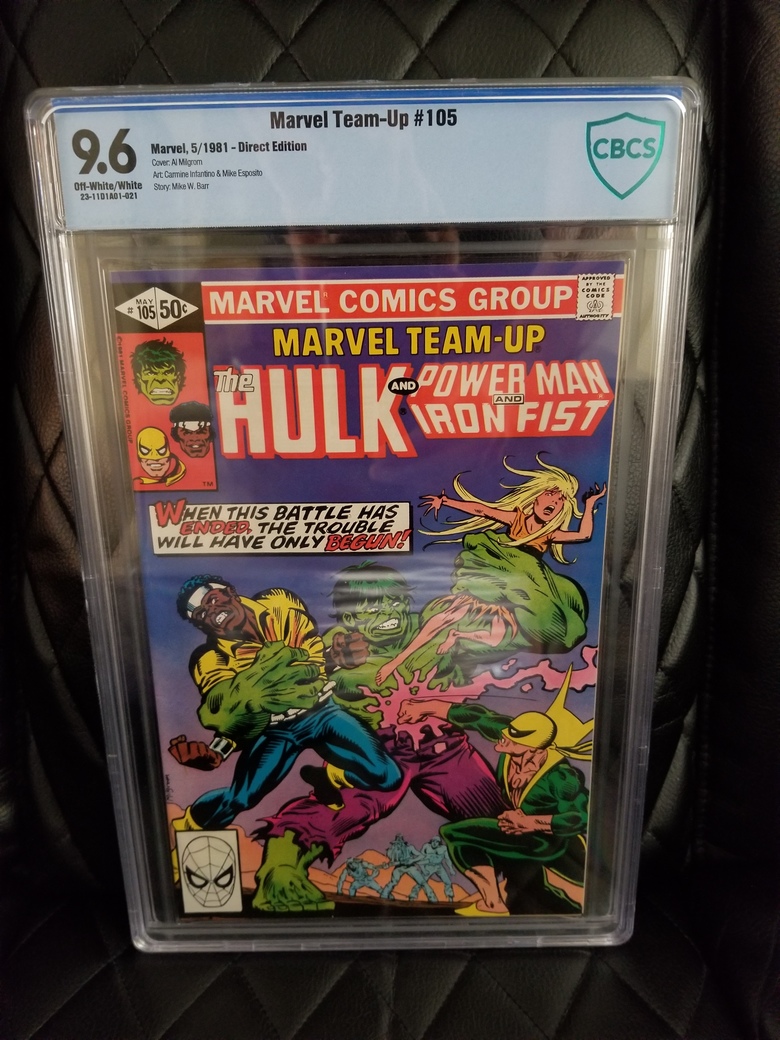 Marvel Team-Up #105
9.6
Off-White/White
23-11D1A01-021
Marvel, 5/1981 - Direct Edition
Cover: Al Milgrom
Art: Carmine Infantino & Mike Esposito
Story: Mike W. Barr
CBCS
MAY
# 105
50¢
MARVEL COMICS GROUP
APPROVED
BY THE
COMICS
CODE
AUTHORITY
MARVEL TEAM-UP
The
HULK
AND
POWER MAN
AND
IRON FIST
TM
WHEN THIS BATTLE HAS
ENDED, THE TROUBLE
WILL HAVE ONLY BEGUN!